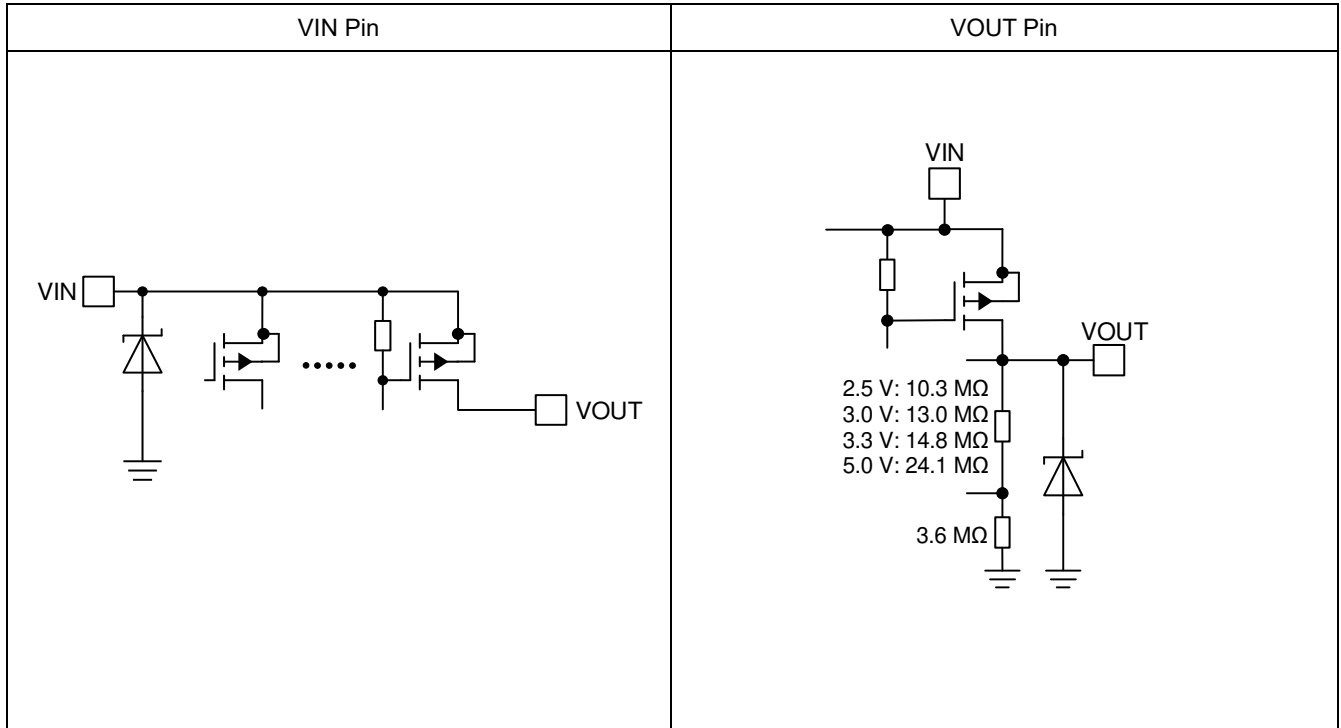 VIN Pin
VOUT Pin
VIN
VOUT
VIN
VOUT
2.5 V: 10.3 MΩ
3.0 V: 13.0 MΩ
3.3 V: 14.8 MΩ
5.0 V: 24.1 MΩ
3.6 MΩ